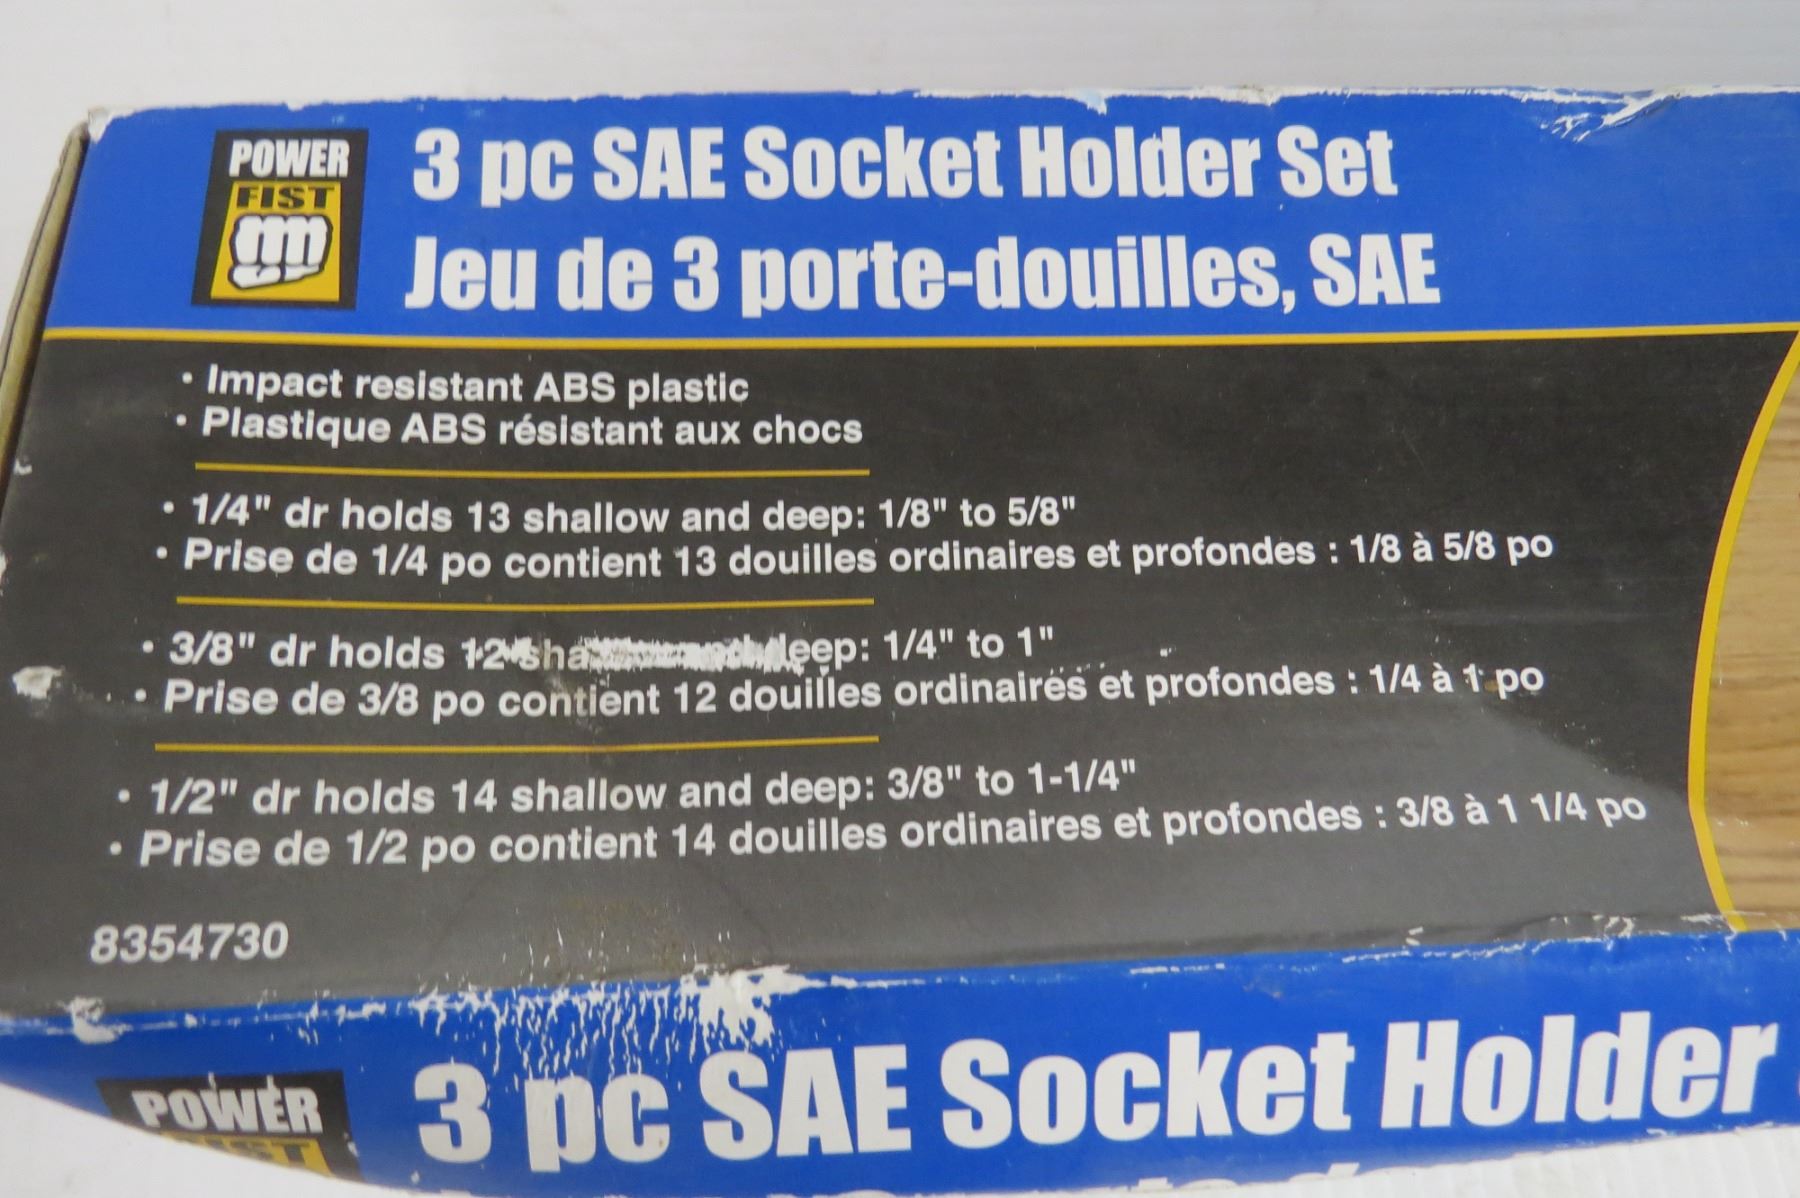 POWER
FIST
3 pc SAE Socket Holder Set
Jeu de 3 porte-douilles, SAE
• Impact resistant ABS plastic
• Plastique ABS résistant aux chocs
• 1/4" dr holds 13 shallow and deep: 1/8" to 5/8"
• Prise de 1/4 po contient 13 douilles ordinaires et profondes : 1/8 à 5/8 po
• 3/8" dr holds 12 deep: 1/4" to 1"
• Prise de 3/8 po contient 12 douilles ordinaires et profondes : 1/4 à 1 po
• 1/2" dr holds 14 shallow and deep: 3/8" to 1-1/4"
• Prise de 1/2 po contient 14 douilles ordinaires et profondes : 3/8 à 1 1/4 po
8354730
POWER
3 pc SAE Socket Holder